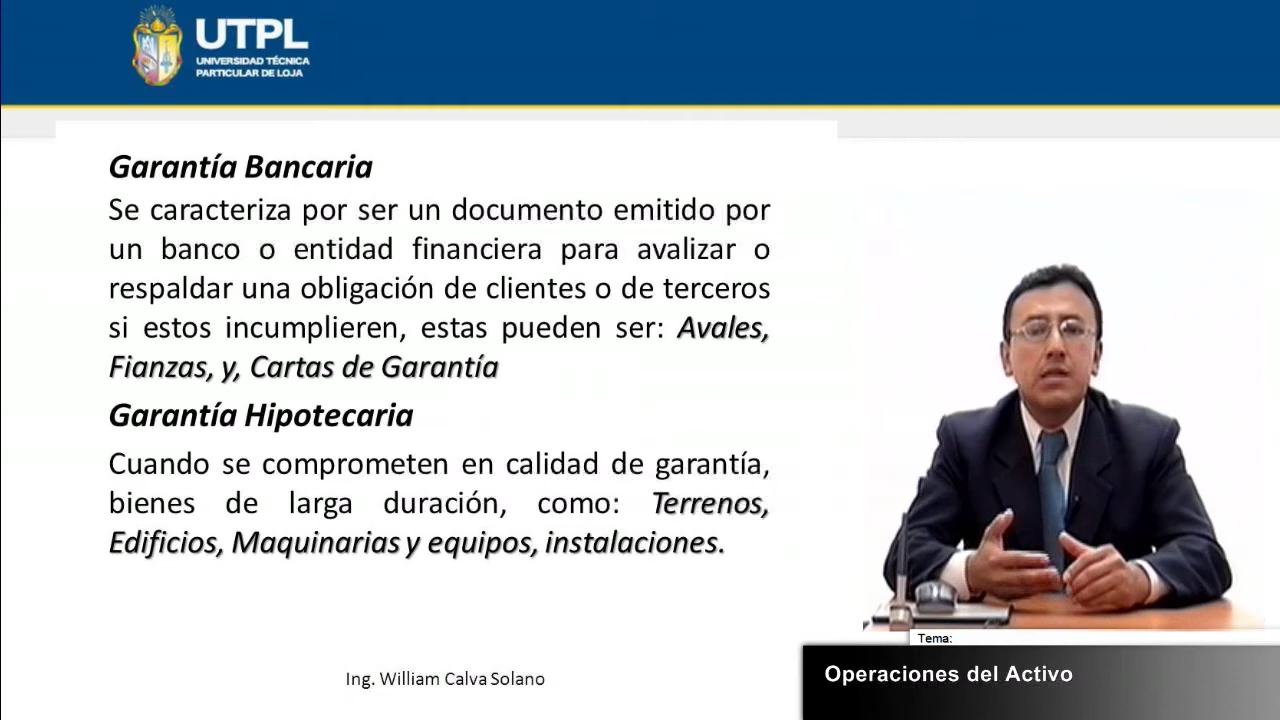 UTPL
UNIVERSIDAD TÉCNICA
PARTICULAR DE LOJA
Garantía Bancaria
Se caracteriza por ser un documento emitido por
un banco o entidad financiera para avalizar o
respaldar una obligación de clientes o de terceros
si estos incumplieren, estas pueden ser: Avales,
Fianzas, y, Cartas de Garantía
Garantía Hipotecaria
Cuando se comprometen en calidad de garantía,
bienes de larga duración, como: Terrenos,
Edificios, Maquinarias y equipos, instalaciones.
Ing. William Calva Solano
Tema:
Operaciones del Activo